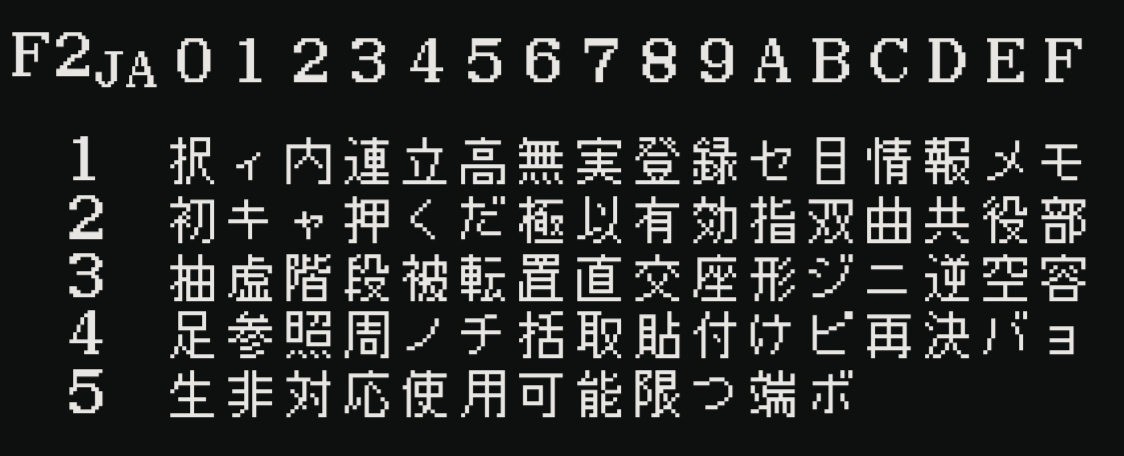 F2JA 0 1 2 3 4 5 6 7 8 9 A B C D E F
1 択 ィ 内 連 立 高 無 実 登 録 セ 目 情 報 メ モ
2 初 キ ャ 押 く だ 極 以 有 効 指 双 曲 共 役 部
3 抽 虚 階 段 被 転 置 直 交 座 形 ジ ニ 逆 空 容
4 足 参 照 周 ノ チ 括 取 貼 付 け ピ 再 決 バ ョ
5 生 非 対 応 使 用 可 能 限 つ 端 ボ